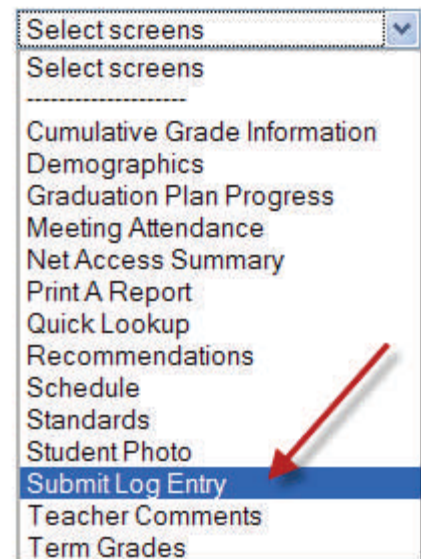 Select screens
Select screens
--------------------
Cumulative Grade Information
Demographics
Graduation Plan Progress
Meeting Attendance
Net Access Summary
Print A Report
Quick Lookup
Recommendations
Schedule
Standards
Student Photo
Submit Log Entry
Teacher Comments
Term Grades